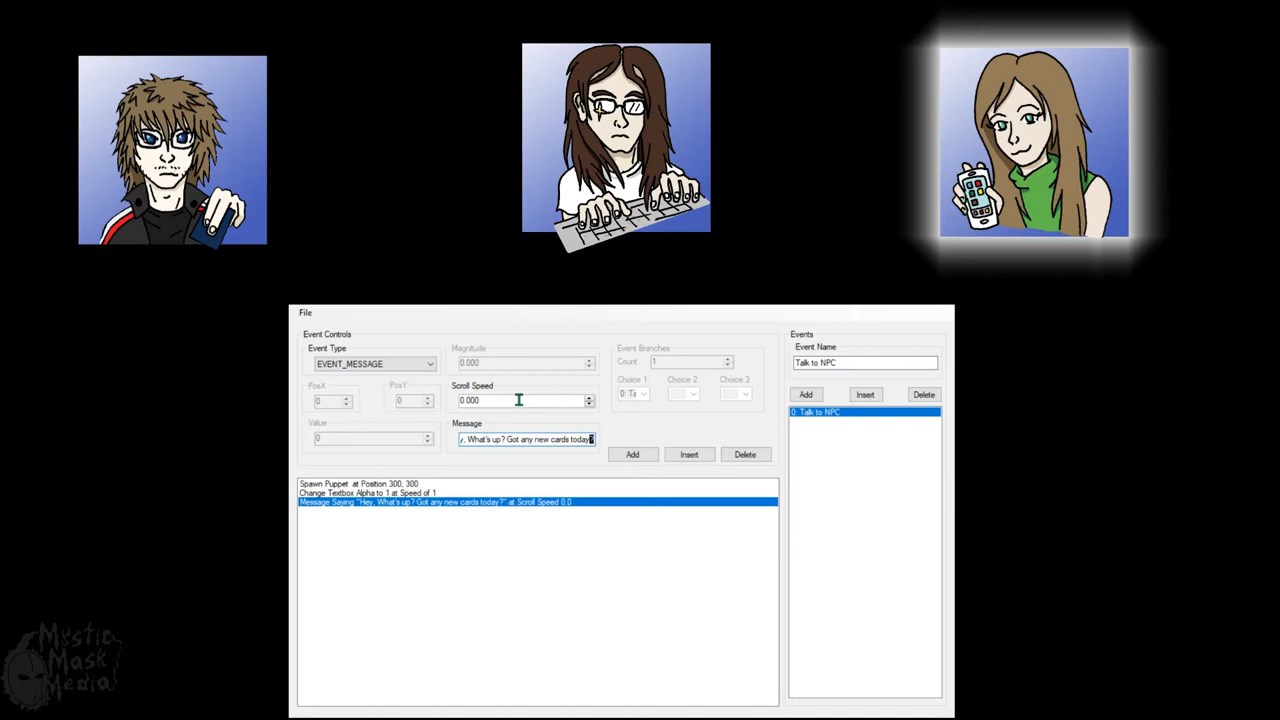 File
Event Controls
Event Type
EVENT_MESSAGE
Magnitude
0.000
Event Branches
Count
1
PosX
0
PosY
0
Scroll Speed
0.000
Choice 1
Choice 2
Choice 3
0: Ta
Value
0
Message
y, What's up? Got any new cards today?
Add
Insert
Delete
Spawn Puppet at Position 300, 300
Change Textbox Alpha to 1 at Speed of 1
Message Saying "Hey, What's up? Got any new cards today?" at Scroll Speed 0.0
Events
Event Name
Talk to NPC
Add
Insert
Delete
0: Talk to NPC
Mystic
Mask
Media